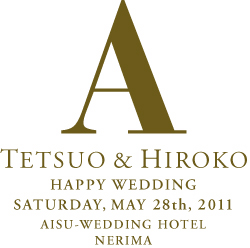 A
TETSUO & HIROKO
HAPPY WEDDING
SATURDAY, MAY 28th, 2011
AISU-WEDDING HOTEL
NERIMA